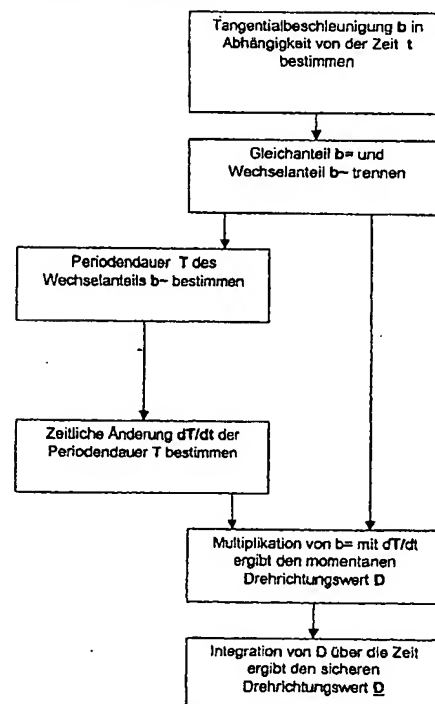 Tangentialbeschleunigung b in
Abhängigkeit von der Zeit t
bestimmen
Gleichanteil b= und
Wechselanteil b~ trennen
Periodendauer T des
Wechselanteils b~ bestimmen
Zeitliche Änderung dT/dt der
Periodendauer T bestimmen
Multiplikation von b= mit dT/dt
ergibt den momentanen
Drehrichtungswert D
Integration von D über die Zeit
ergibt den sicheren
Drehrichtungswert D